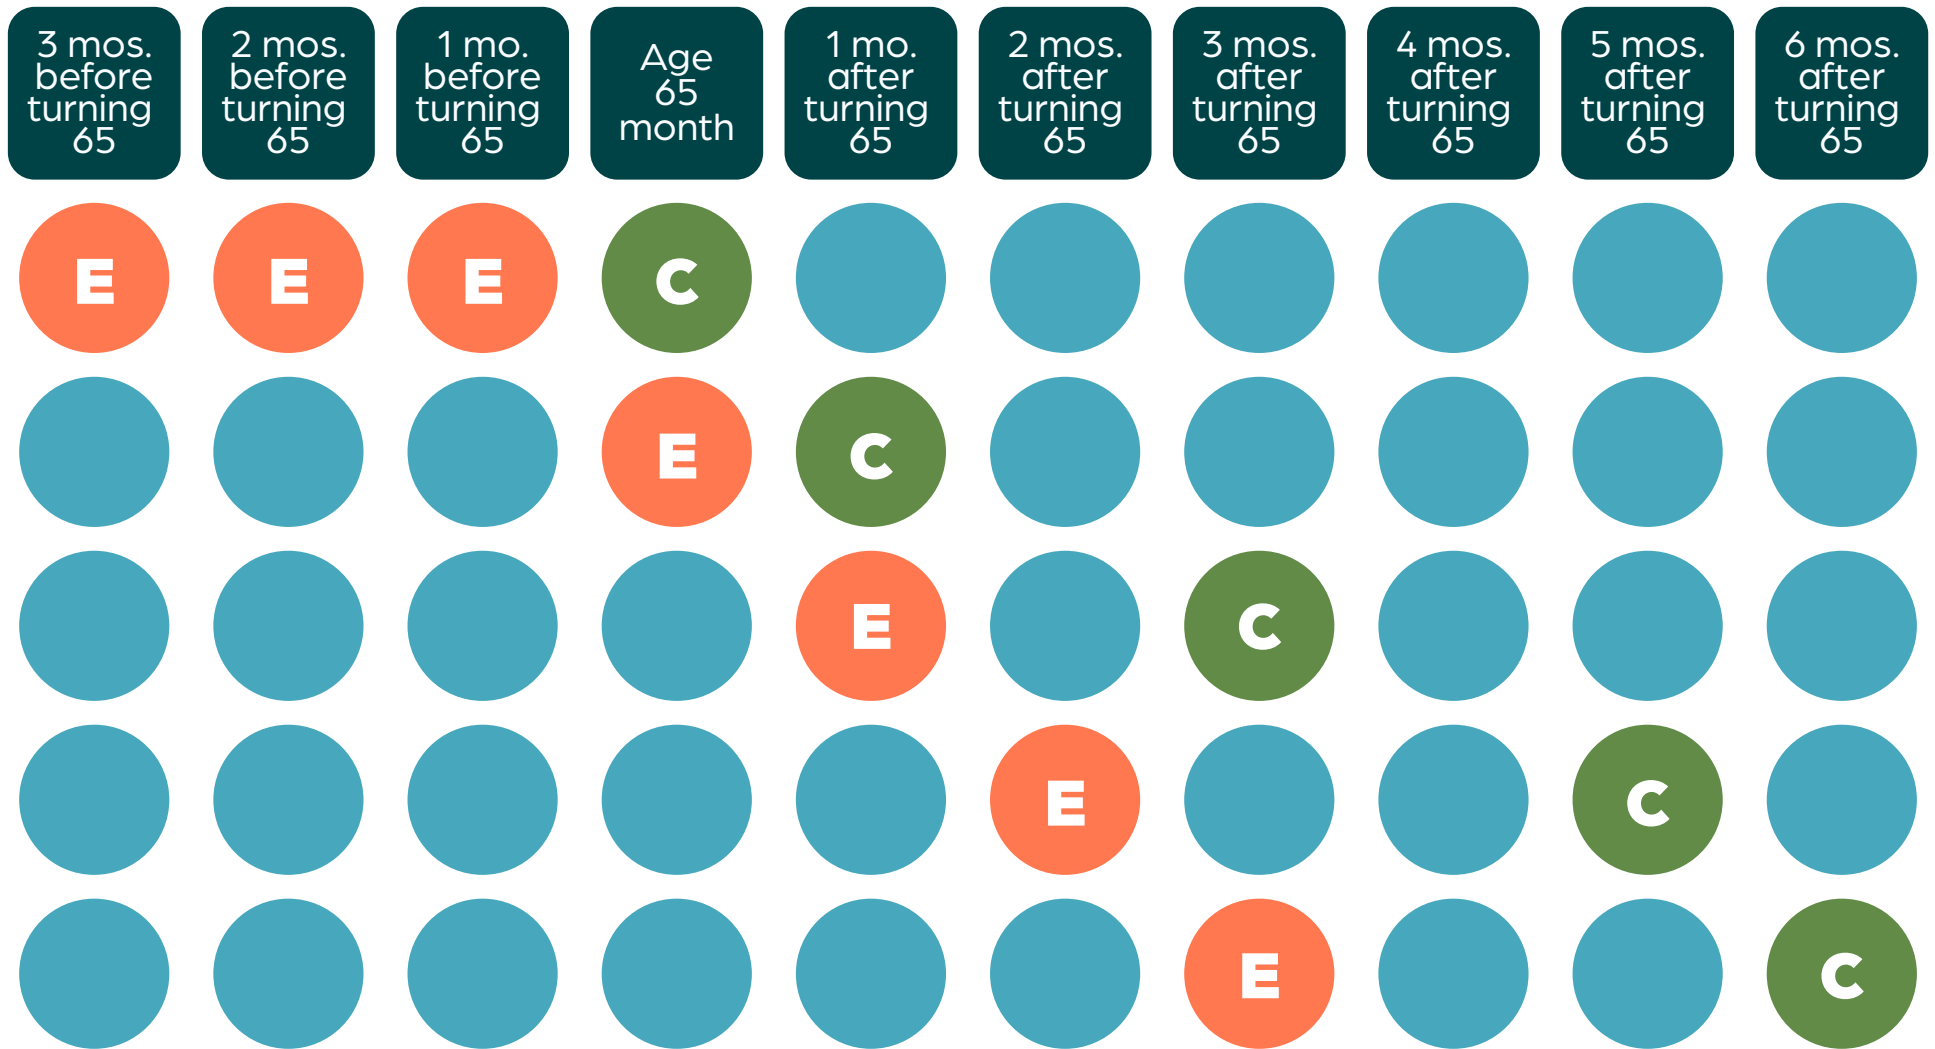 3 mos.
before
turning
65
2 mos.
before
turning
65
1 mo.
before
turning
65
Age
65
month
1 mo.
after
turning
65
2 mos.
after
turning
65
3 mos.
after
turning
65
4 mos.
after
turning
65
5 mos.
after
turning
65
6 mos.
after
turning
65
E E E C
E C
E C
E C
E C